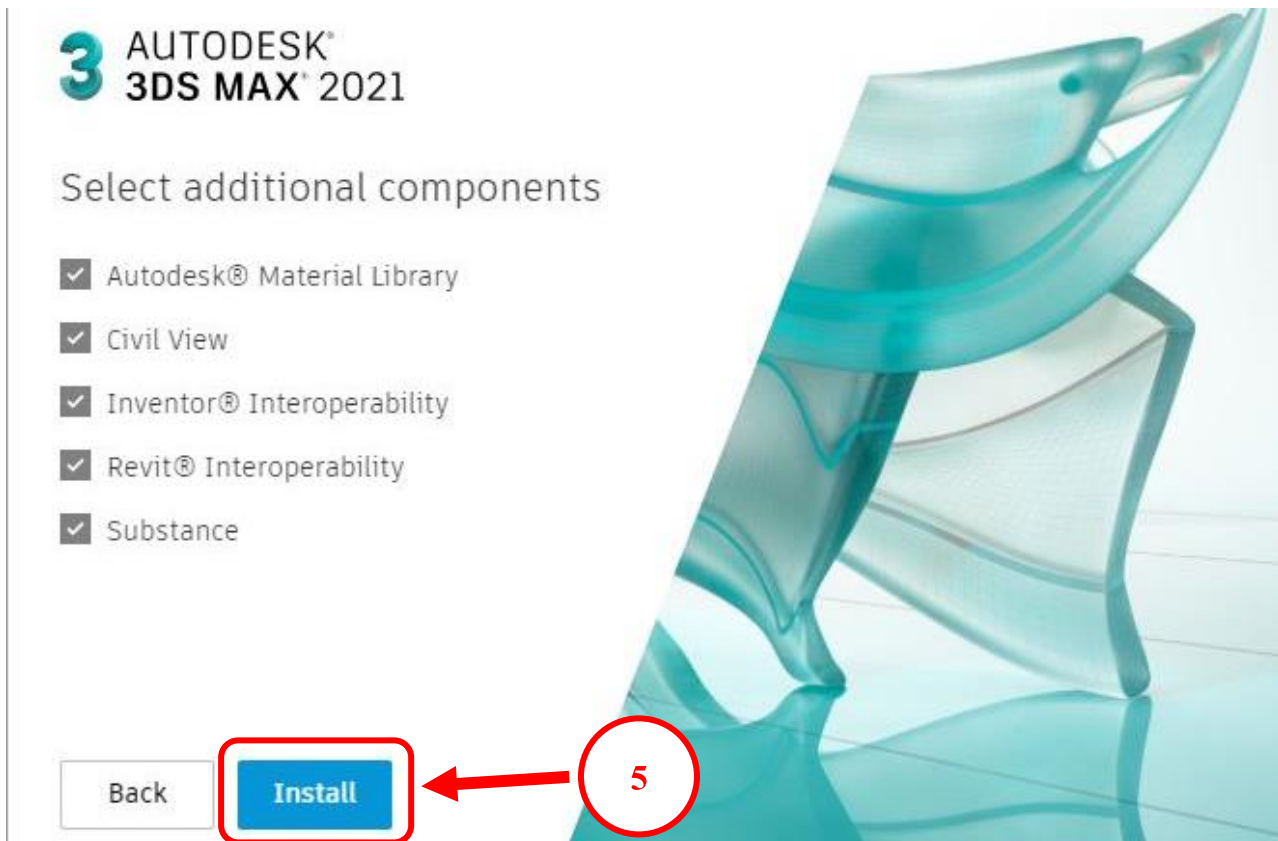 3 AUTODESK®
3DS MAX® 2021
Select additional components
Autodesk® Material Library
Civil View
Inventor® Interoperability
Revit® Interoperability
Substance
Back
Install
5